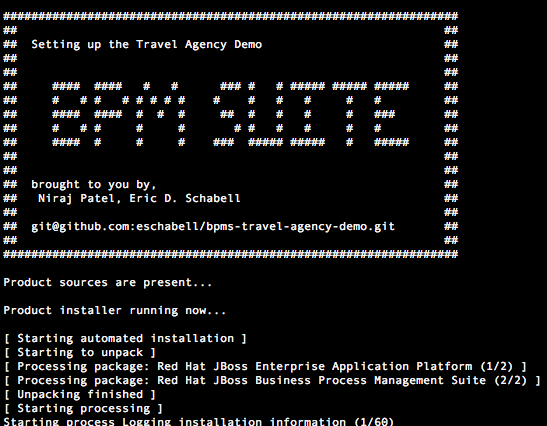 #################################################################
##                                                             ##
##  Setting up the Travel Agency Demo                          ##
##                                                             ##
##                                                             ##
##     ####  ####   #   #      ### #   # ##### ##### #####     ##
##     #   # #   # # # # #    #    #   #   #     #   #         ##
##     ####  ####  #  #  #     ##  #   #   #     #   ###       ##
##     #   # #     #     #       # #   #   #     #   #         ##
##     ####  #     #     #    ###  ##### #####   #   #####     ##
##                                                             ##
##                                                             ##
##  brought to you by,                                         ##
##   Niraj Patel, Eric D. Schabell                             ##
##                                                             ##
##  git@github.com:eschabell/bpms-travel-agency-demo.git       ##
##                                                             ##
#################################################################
Product sources are present...
Product installer running now...
[ Starting automated installation ]
[ Starting to unpack ]
[ Processing package: Red Hat JBoss Enterprise Application Platform (1/2) ]
[ Processing package: Red Hat JBoss Business Process Management Suite (2/2) ]
[ Unpacking finished ]
[ Starting processing ]
Starting process Logging installation information (1/60)